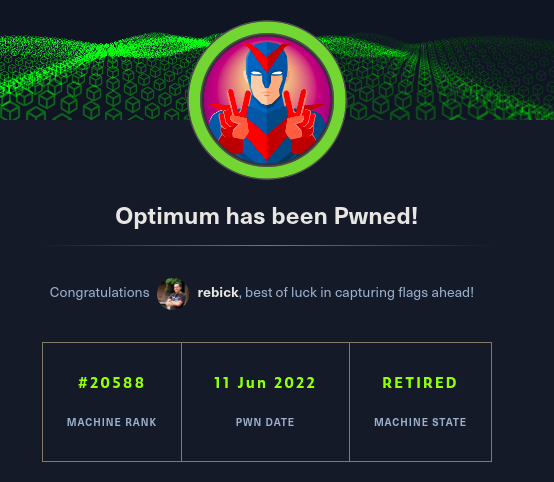 Optimum has been Pwned!
Congratulations rebick, best of luck in capturing flags ahead!
#20588 11 Jun 2022 RETIRED
MACHINE RANK PWN DATE MACHINE STATE